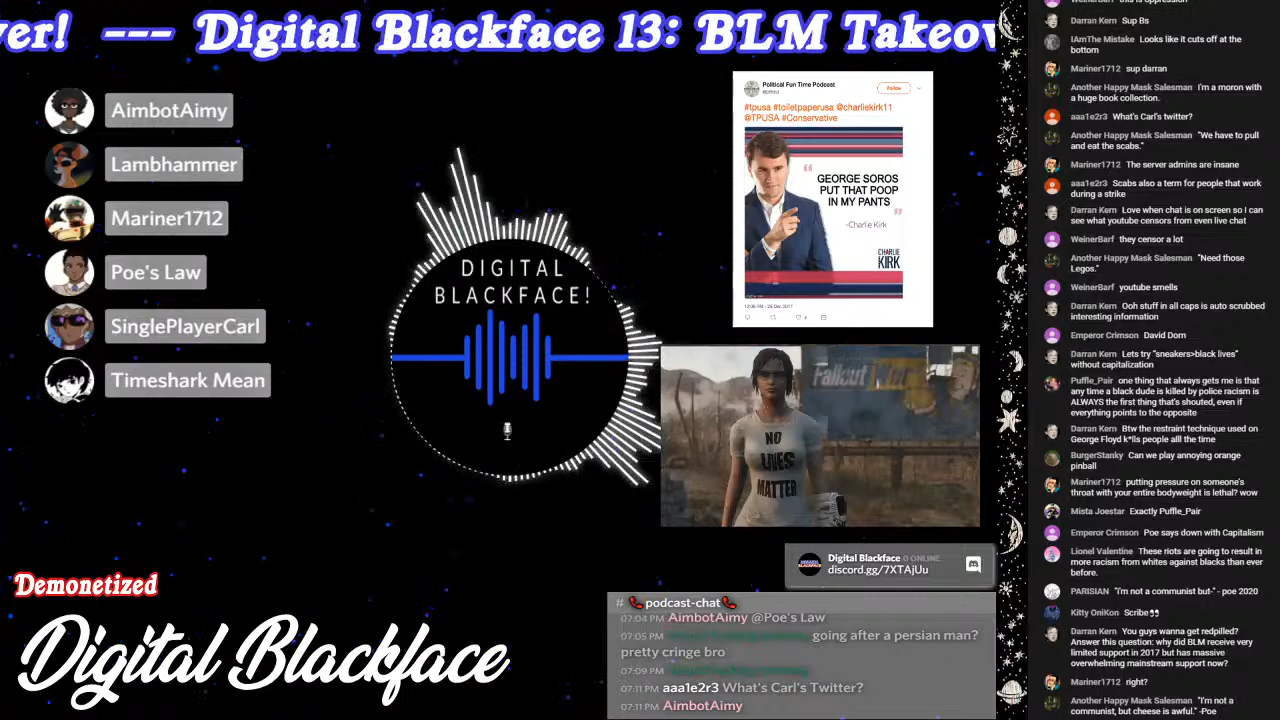 ver! --- Digital Blackface 13: BLM Takeov
AimbotAimy
Lambhammer
Mariner1712
Poe's Law
SinglePlayerCarl
Timeshark Mean
DIGITAL
BLACKFACE!
Political Fun Time Podcast
Follow
#tpusa #toiletpaperusa @charliekirk11
@TPUSA #Conservative
GEORGE SOROS
PUT THAT POOP
IN MY PANTS
-Charlie Kirk
CHARLIE
KIRK
NO
LIVES
MATTER
Demonetized
Digital Blackface
Digital Blackface 0 ONLINE
discord.gg/7XTAjUu
# 📞podcast-chat📞
07:04 PM AimbotAimy @Poe's Law
07:05 PM going after a persian man?
pretty cringe bro
07:09 PM
07:11 PM aaa1e2r3 What's Carl's Twitter?
07:11 PM AimbotAimy
Darran Kern Sup Bs
IAmThe Mistake Looks like it cuts off at the
bottom
Mariner1712 sup darran
Another Happy Mask Salesman I'm a moron with
a huge book collection.
aaa1e2r3 What's Carl's twitter?
Another Happy Mask Salesman "We have to pull
and eat the scabs."
Mariner1712 The server admins are insane
aaa1e2r3 Scabs also a term for people that work
during a strike
Darran Kern Love when chat is on screen so I can
see what youtube censors from even live chat
WeinerBarf they censor a lot
Another Happy Mask Salesman "Need those
Legos."
WeinerBarf youtube smells
Darran Kern Ooh stuff in all caps is auto scrubbed
interesting information
Emperor Crimson David Dorn
Darran Kern Lets try "sneakers>black lives"
without capitalization
Puffle_Pair one thing that always gets me is that
any time a black dude is killed by police racism is
ALWAYS the first thing that's shouted, even if
everything points to the opposite
Darran Kern Btw the restraint technique used on
George Floyd k*lls people alll the time
BurgerStanky Can we play annoying orange
pinball
Mariner1712 putting pressure on someone's
throat with your entire bodyweight is lethal? wow
Mista Joestar Exactly Puffle_Pair
Emperor Crimson Poe says down with Capitalism
Lionel Valentine These riots are going to result in
more racism from whites against blacks than ever
before.
PARISIAN "I'm not a communist but-" - poe 2020
Kitty OniKon Scribe👀
Darran Kern You guys wanna get redpilled?
Answer this question: why did BLM receive very
limited support in 2017 but has massive
overwhelming mainstream support now?
Mariner1712 right?
Another Happy Mask Salesman "I'm not a
communist, but cheese is awful." -Poe